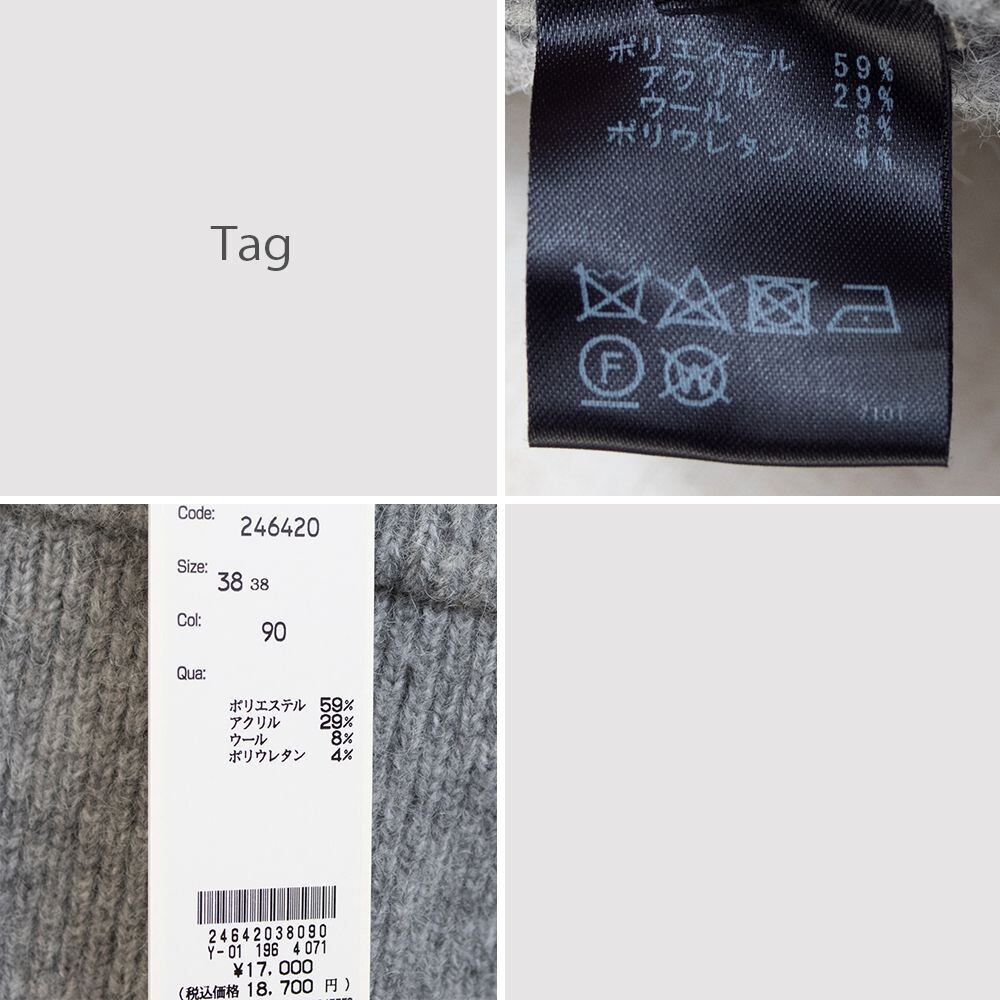 Tag
ポリエステル 59%
アクリル 29%
ウール 8%
ポリウレタン 4%
F
W
7101
Code: 246420
Size: 38 38
Col: 90
Qua:
ポリエステル 59%
アクリル 29%
ウール 8%
ポリウレタン 4%
24642038090
Y-01 196 4071
¥17,000
(税込価格 18,700 円)